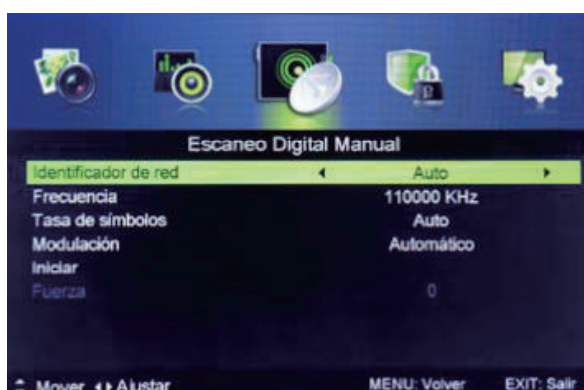 Escaneo Digital Manual
Identificador de red Auto
Frecuencia 110000 KHz
Tasa de símbolos Auto
Modulación Automático
Iniciar
Fuerza 0
Mover Ajustar MENU: Volver EXIT: Salir